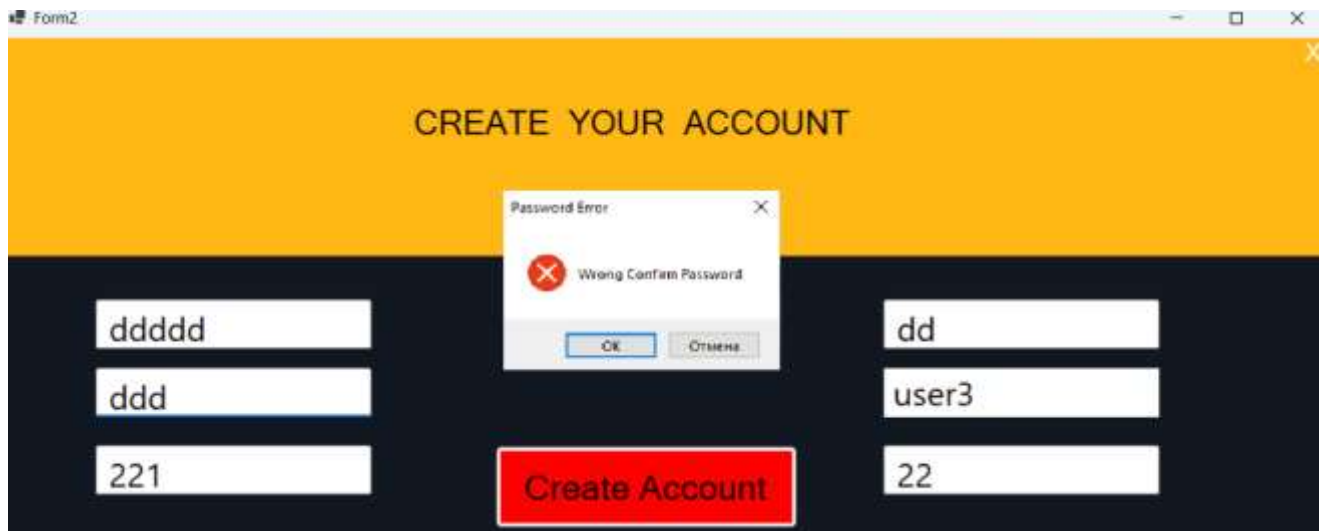 Form2
X
CREATE YOUR ACCOUNT
Password Error
Wrong Confirm Password
OK Отмена
ddddd
dd
ddd
user3
221
Create Account
22